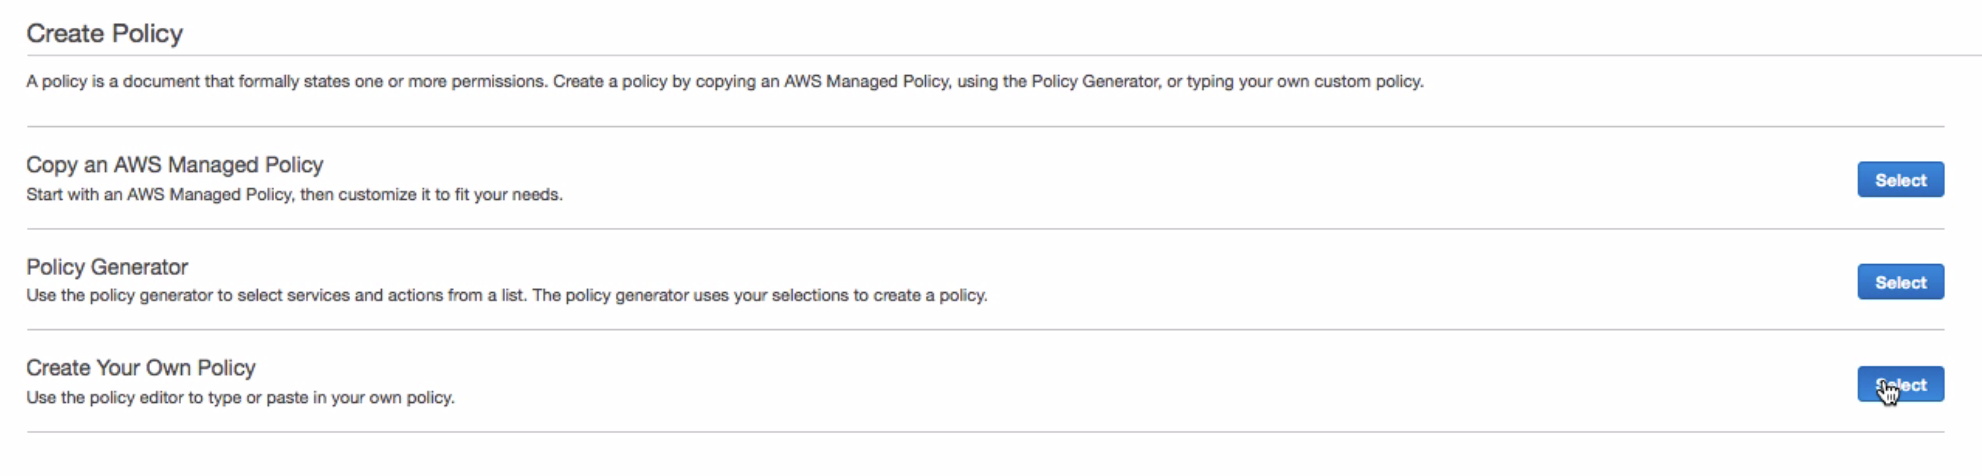 Create Policy
A policy is a document that formally states one or more permissions. Create a policy by copying an AWS Managed Policy, using the Policy Generator, or typing your own custom policy.
Copy an AWS Managed Policy
Start with an AWS Managed Policy, then customize it to fit your needs.
Select
Policy Generator
Use the policy generator to select services and actions from a list. The policy generator uses your selections to create a policy.
Select
Create Your Own Policy
Use the policy editor to type or paste in your own policy.
Select